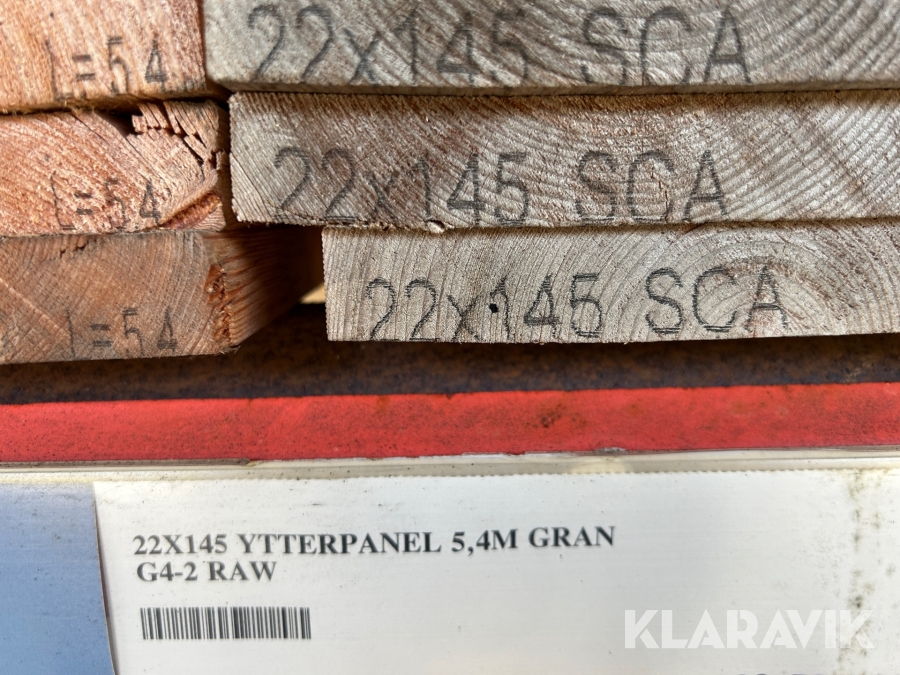 L=54 22x145 SCA
L=54 22x145 SCA
L=54 22x145 SCA
22X145 YTTERPANEL 5,4M GRAN
G4-2 RAW
KLARAVIK